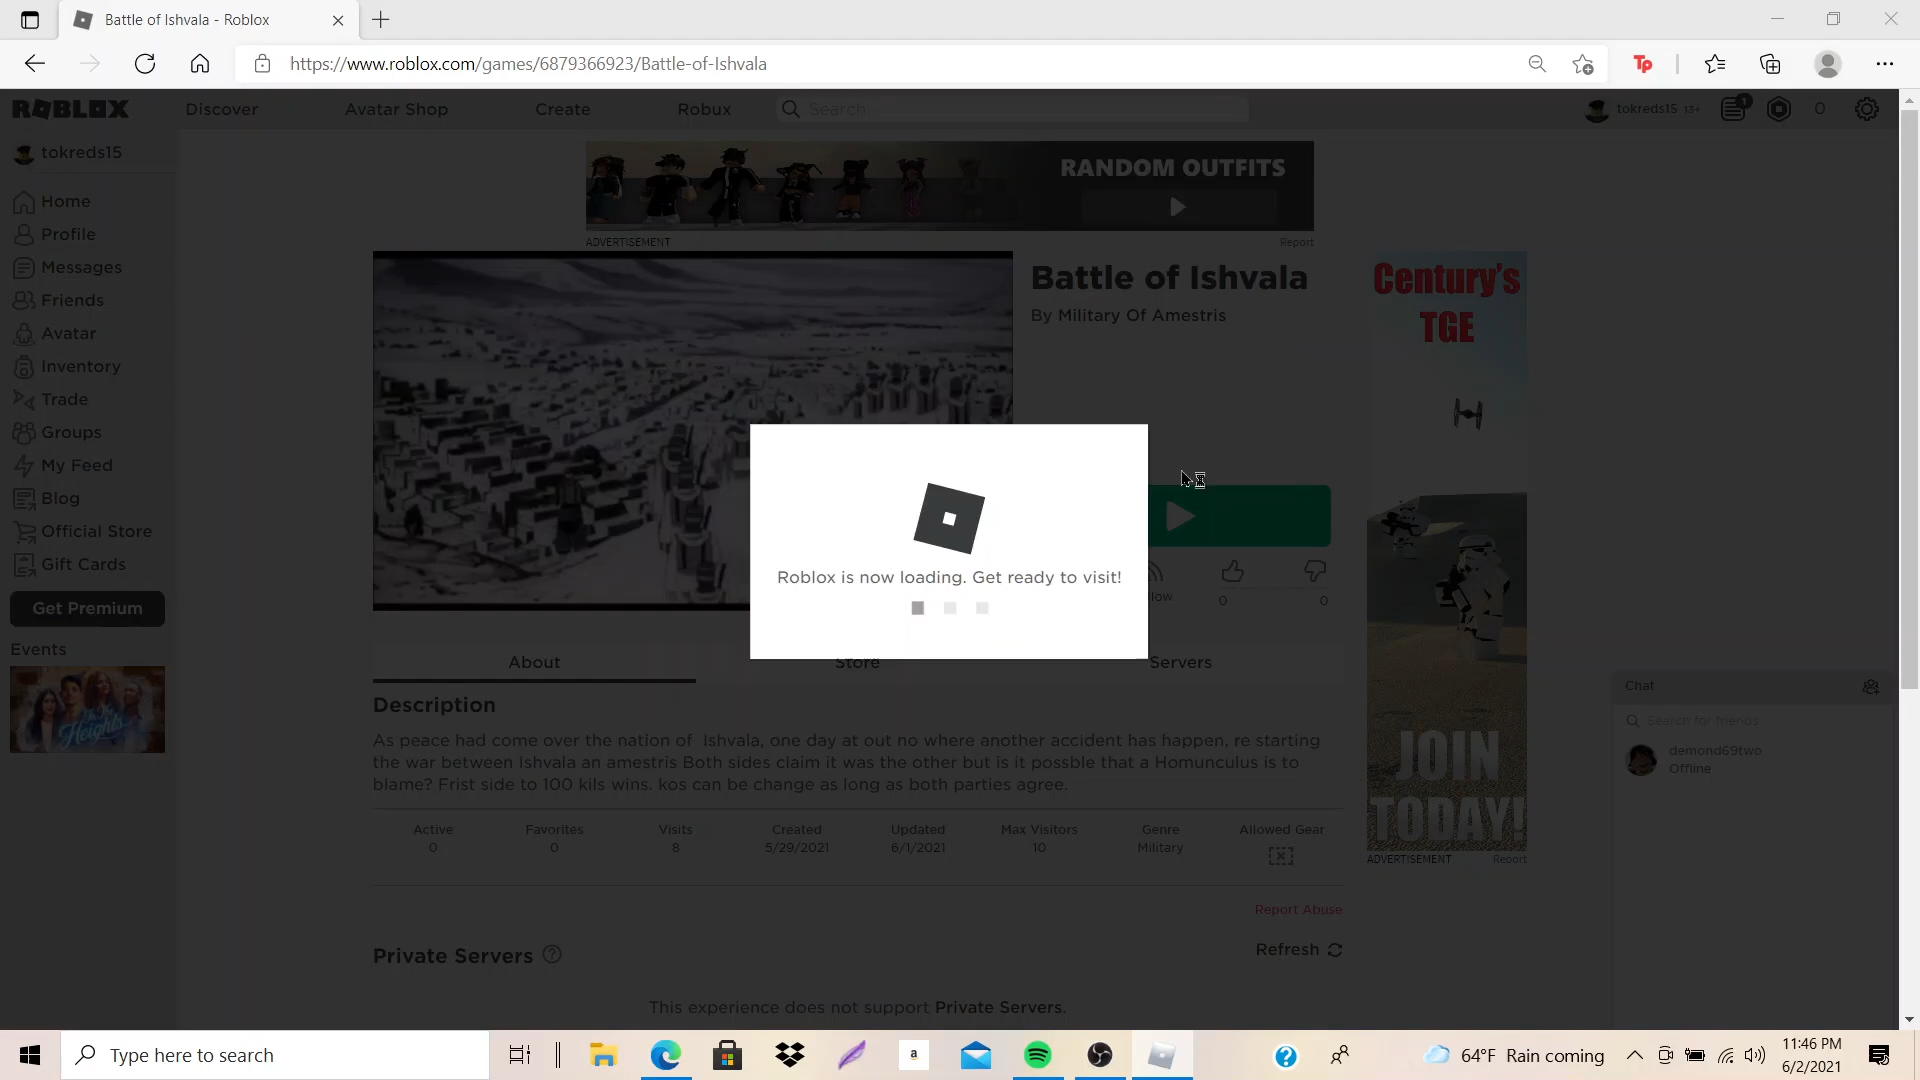 Battle of Ishvala - Roblox
https://www.roblox.com/games/6879366923/Battle-of-Ishvala
ROBLOX
Discover
Avatar Shop
Create
Robux
Search
tokreds15 13+
1
0
tokreds15
Home
Profile
Messages
Friends
Avatar
Inventory
Trade
Groups
My Feed
Blog
Official Store
Gift Cards
Get Premium
Events
In The Heights
RANDOM OUTFITS
ADVERTISEMENT
Report
Battle of Ishvala
By Military Of Amestris
Roblox is now loading. Get ready to visit!
low
0
0
About
Store
Servers
Description
As peace had come over the nation of Ishvala, one day at out no where another accident has happen, re starting
the war between Ishvala an amestris Both sides claim it was the other but is it possble that a Homunculus is to
blame? Frist side to 100 kils wins. kos can be change as long as both parties agree.
Active
0
Favorites
0
Visits
8
Created
5/29/2021
Updated
6/1/2021
Max Visitors
10
Genre
Military
Allowed Gear
Report Abuse
Private Servers
Refresh
This experience does not support Private Servers.
Century's
TGE
JOIN
TODAY!
ADVERTISEMENT
Report
Chat
Search for friends
demond69two
Offline
Type here to search
a
64°F Rain coming
11:46 PM
6/2/2021